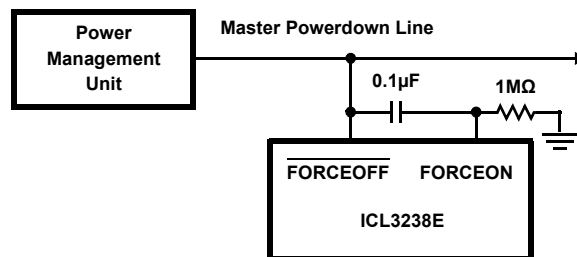 Power
Management
Unit
Master Powerdown Line
0.1µF
1MΩ
FORCEOFF FORCEON
ICL3238E